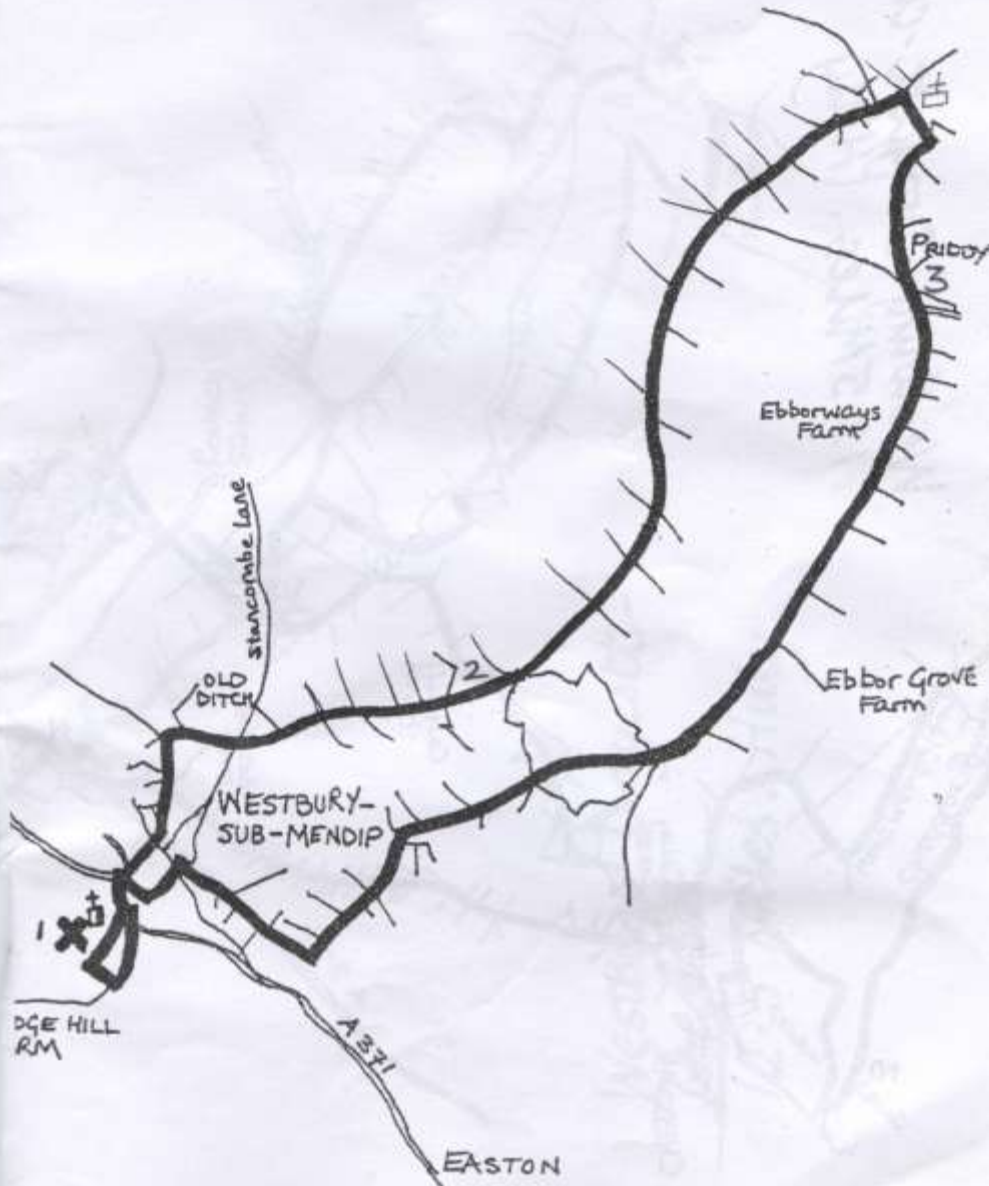 PRIDDY
3
Ebborways
Farm
Stancombe Lane
OLD
DITCH
2
Ebbor Grove
Farm
WESTBURY-
SUB-MENDIP
1
DGE HILL
RM
A371
EASTON